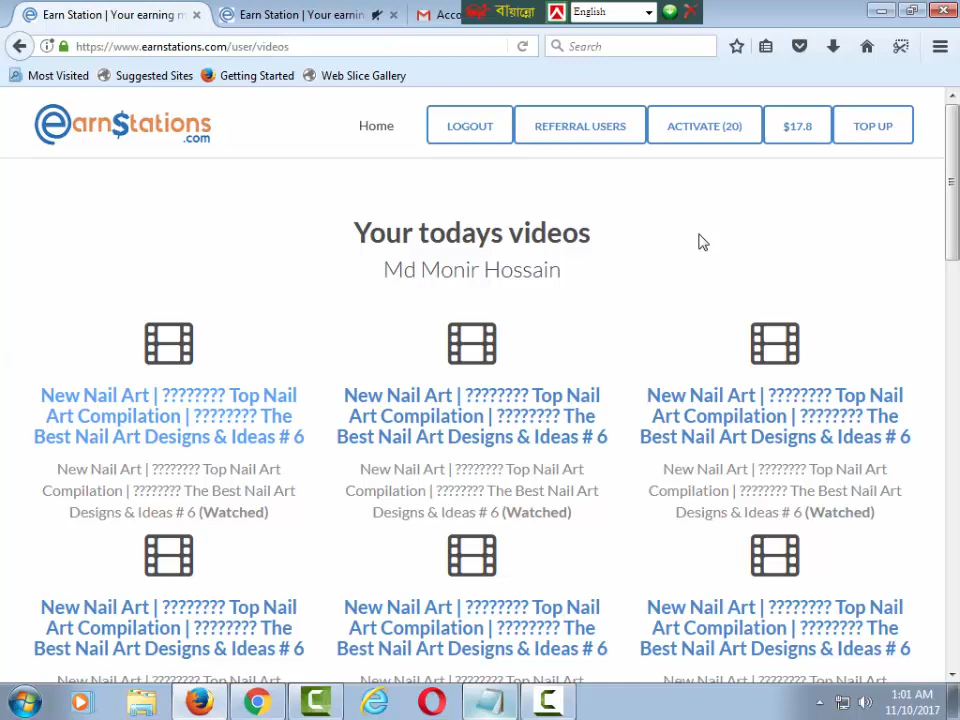 Earn Station | Your earning m
Earn Station | Your earnin
Acco
বায়ান্নো
English
https://www.earnstations.com/user/videos
Search
Most Visited
Suggested Sites
Getting Started
Web Slice Gallery
earn$tations
.com
Home
LOGOUT
REFERRAL USERS
ACTIVATE (20)
$17.8
TOP UP
Your todays videos
Md Monir Hossain
New Nail Art | ???????? Top Nail
Art Compilation | ???????? The
Best Nail Art Designs & Ideas # 6
New Nail Art | ???????? Top Nail Art
Compilation | ???????? The Best Nail Art
Designs & Ideas # 6 (Watched)
New Nail Art | ???????? Top Nail
Art Compilation | ???????? The
Best Nail Art Designs & Ideas # 6
New Nail Art | ???????? Top Nail Art
Compilation | ???????? The Best Nail Art
Designs & Ideas # 6 (Watched)
New Nail Art | ???????? Top Nail
Art Compilation | ???????? The
Best Nail Art Designs & Ideas # 6
New Nail Art | ???????? Top Nail Art
Compilation | ???????? The Best Nail Art
Designs & Ideas # 6 (Watched)
New Nail Art | ???????? Top Nail
Art Compilation | ???????? The
Best Nail Art Designs & Ideas # 6
New Nail Art | ???????? Top Nail
Art Compilation | ???????? The
Best Nail Art Designs & Ideas # 6
New Nail Art | ???????? Top Nail
Art Compilation | ???????? The
Best Nail Art Designs & Ideas # 6
1:01 AM
11/10/2017